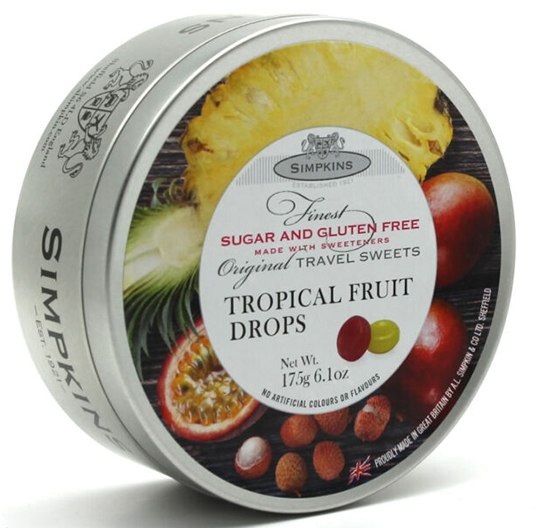 SIMPKINS
ESTABLISHED 1921
Finest
SUGAR AND GLUTEN FREE
MADE WITH SWEETENERS
Original TRAVEL SWEETS
TROPICAL FRUIT
DROPS
Net Wt.
175g 6.1oz
NO ARTIFICIAL COLOURS OR FLAVOURS
PROUDLY MADE IN GREAT BRITAIN BY A.L. SIMPKIN & CO LTD. SHEFFIELD
SIMPKINS
- EST. 1921 -